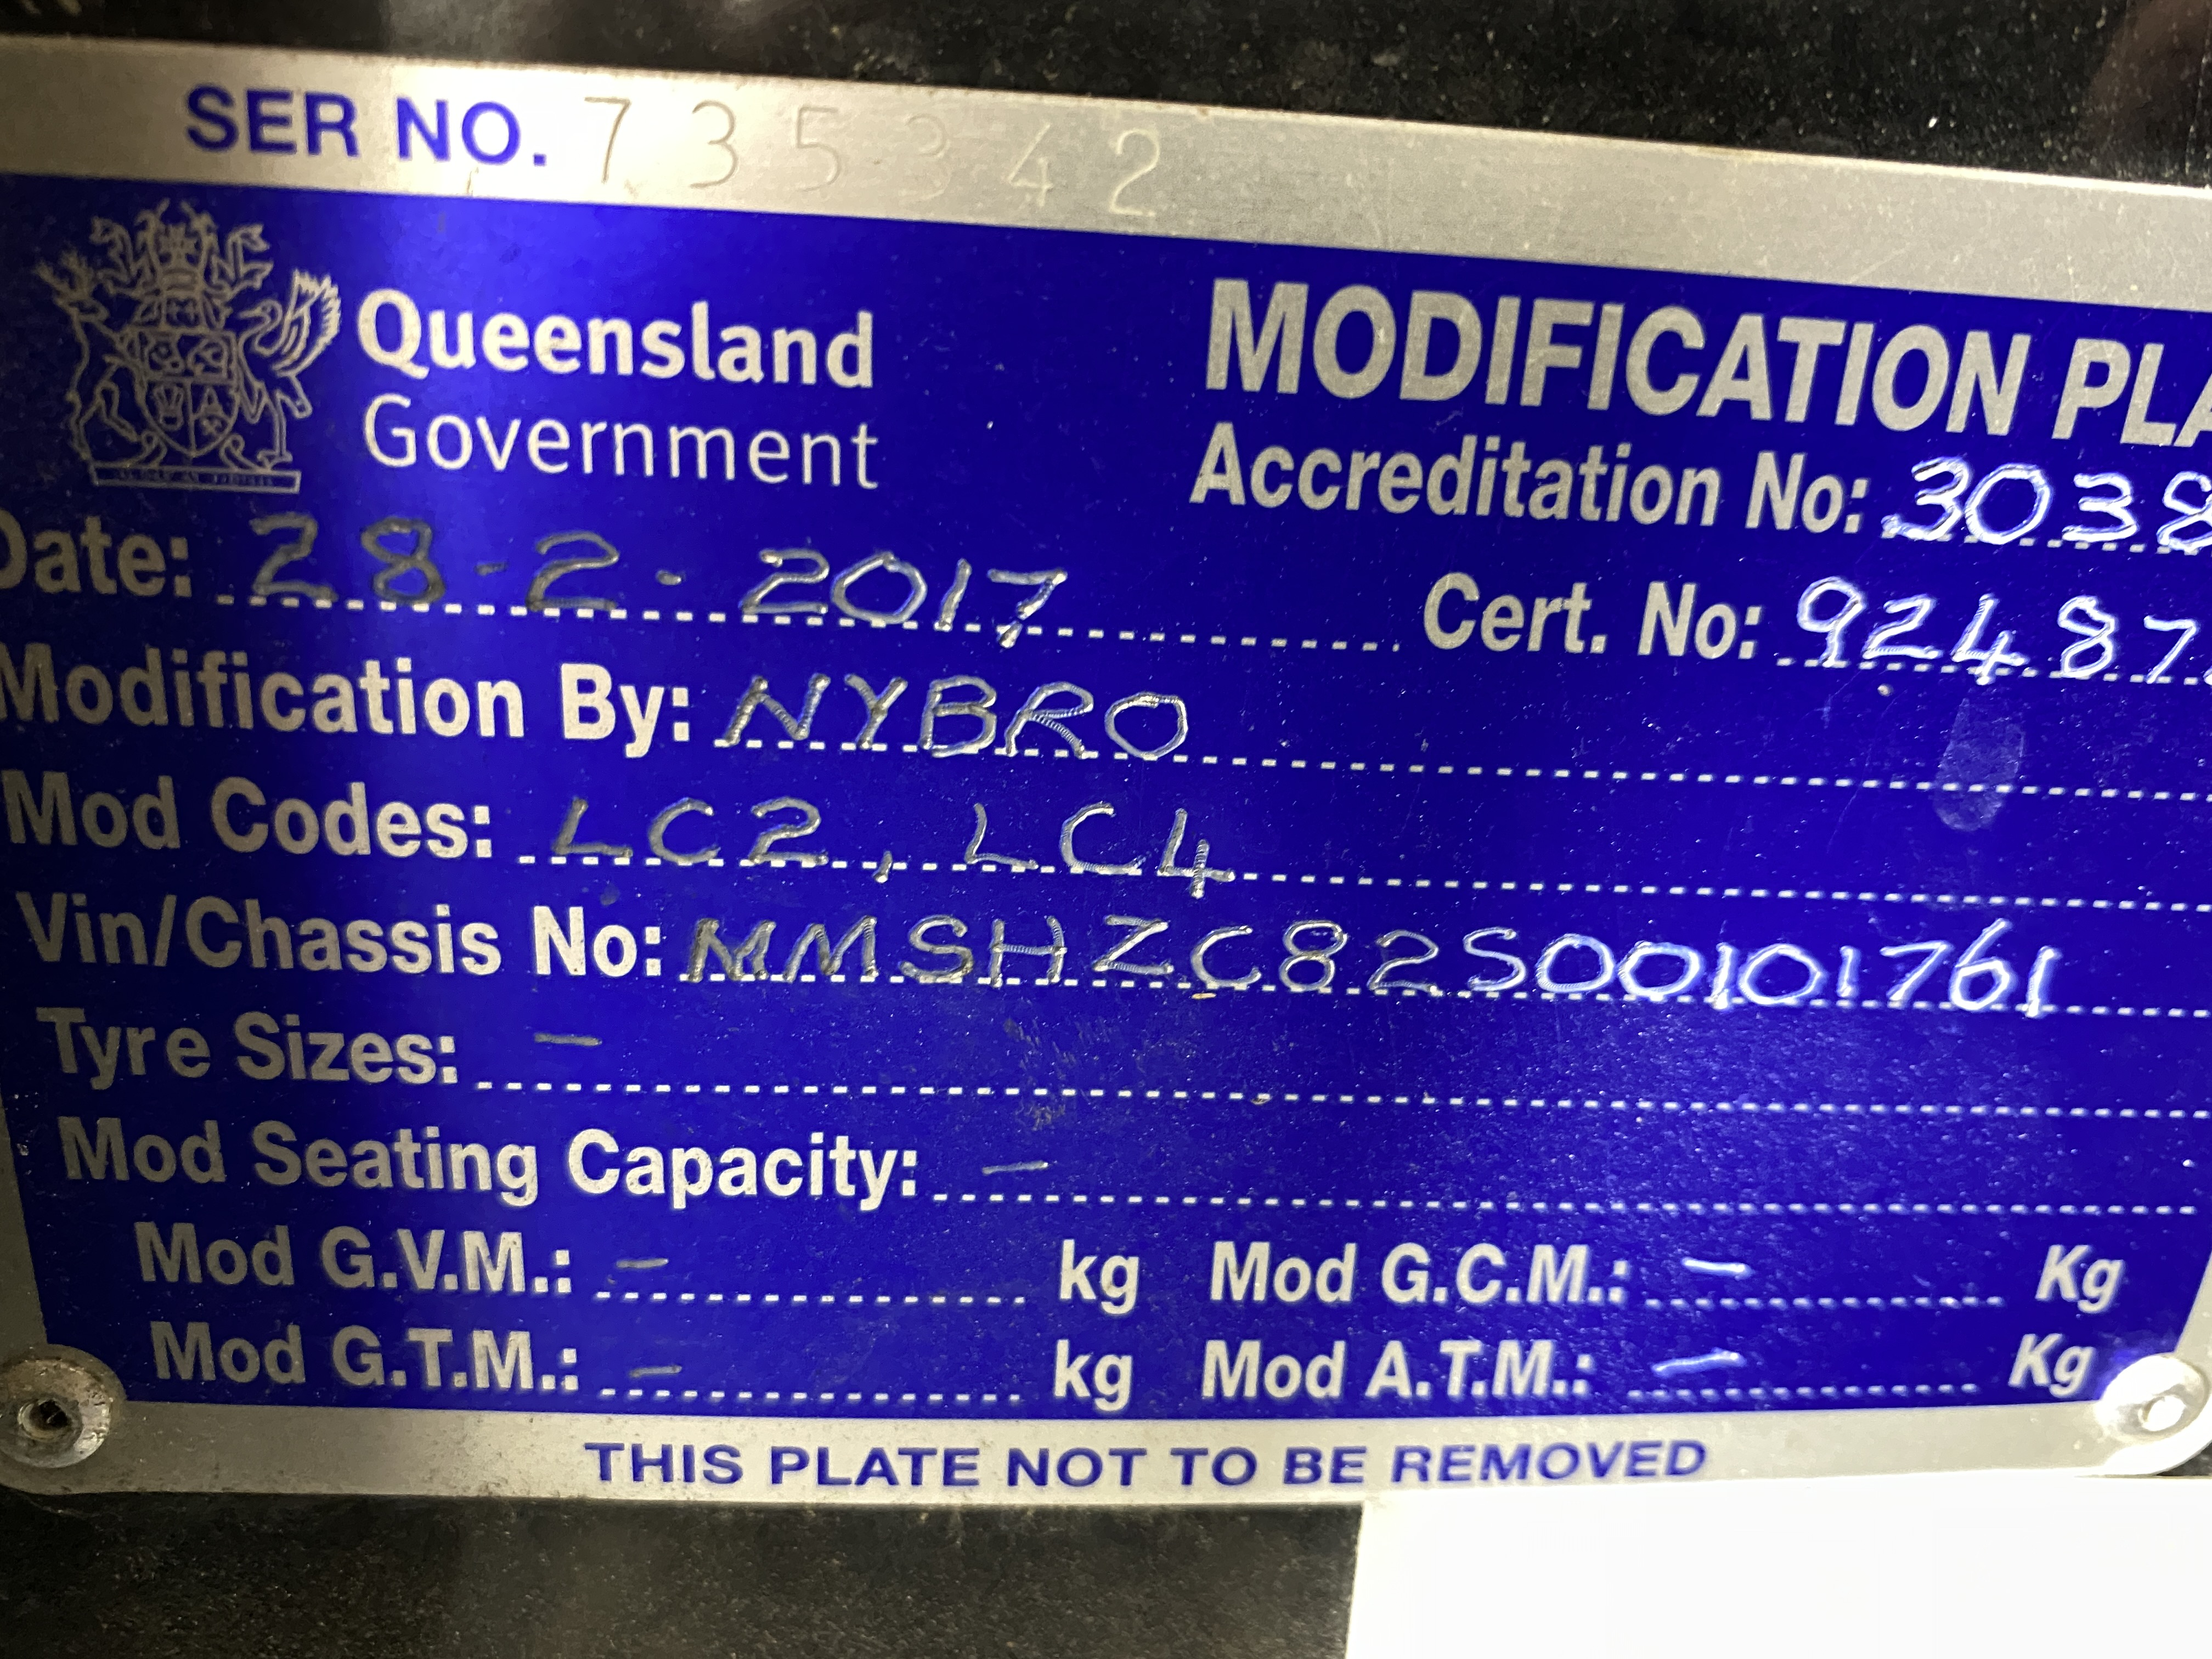 SER NO. 735342
Queensland
Government
MODIFICATION PLA
Accreditation No: 3038
Date: 28-2-2017
Cert. No: 92487
Modification By: NYBRO
Mod Codes: LC2, LC4
Vin/Chassis No: MMSHZC82S00101761
Tyre Sizes: -
Mod Seating Capacity: -
Mod G.V.M.: - kg Mod G.C.M.: - Kg
Mod G.T.M.: - kg Mod A.T.M.: - Kg
THIS PLATE NOT TO BE REMOVED